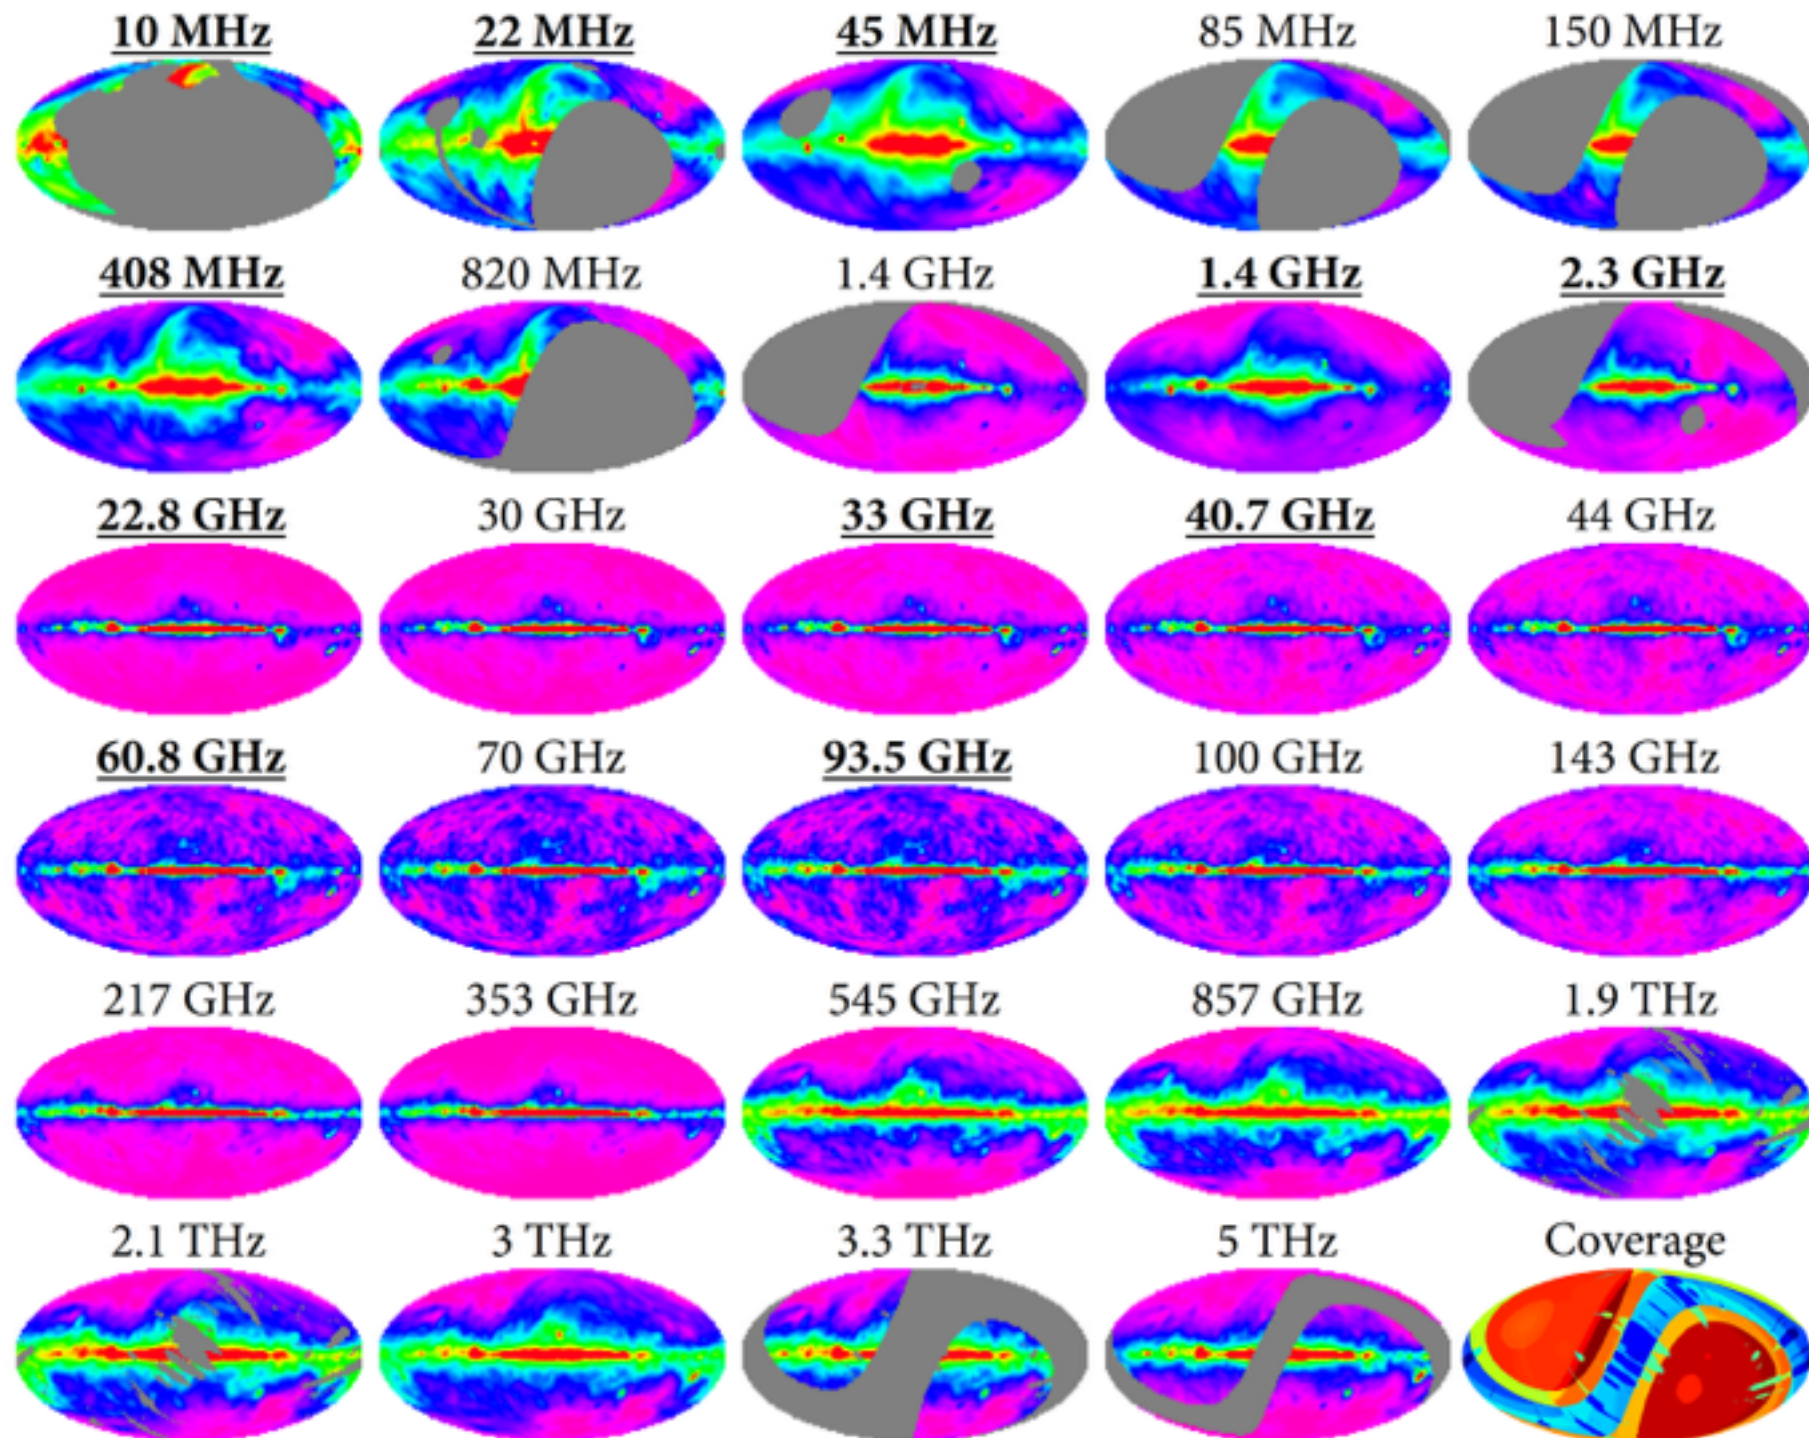 10 MHz 22 MHz 45 MHz 85 MHz 150 MHz
408 MHz 820 MHz 1.4 GHz 1.4 GHz 2.3 GHz
22.8 GHz 30 GHz 33 GHz 40.7 GHz 44 GHz
60.8 GHz 70 GHz 93.5 GHz 100 GHz 143 GHz
217 GHz 353 GHz 545 GHz 857 GHz 1.9 THz
2.1 THz 3 THz 3.3 THz 5 THz Coverage